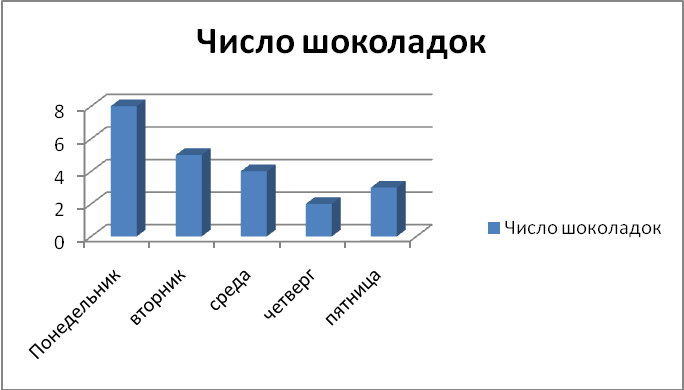 Число шоколадок
8
6
4
2
0
Понедельник
вторник
среда
четверг
пятница
Число шоколадок